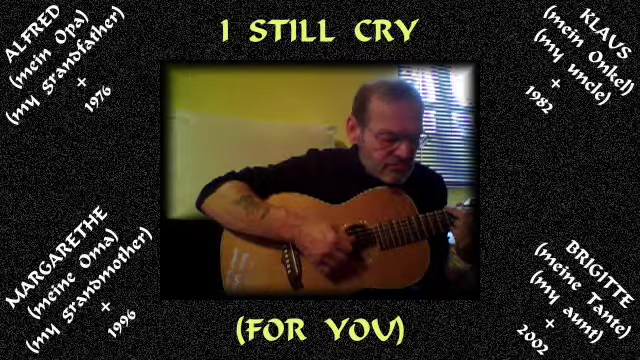 I STILL CRY
ALFRED
(mein Opa)
(my grandfather)
+
1976
KLAUS
(mein Onkel)
(my uncle)
+
1982
MARGARETHE
(meine Oma)
(my grandmother)
+
1996
BRIGITTE
(meine Tante)
(my aunt)
+
2002
(FOR YOU)